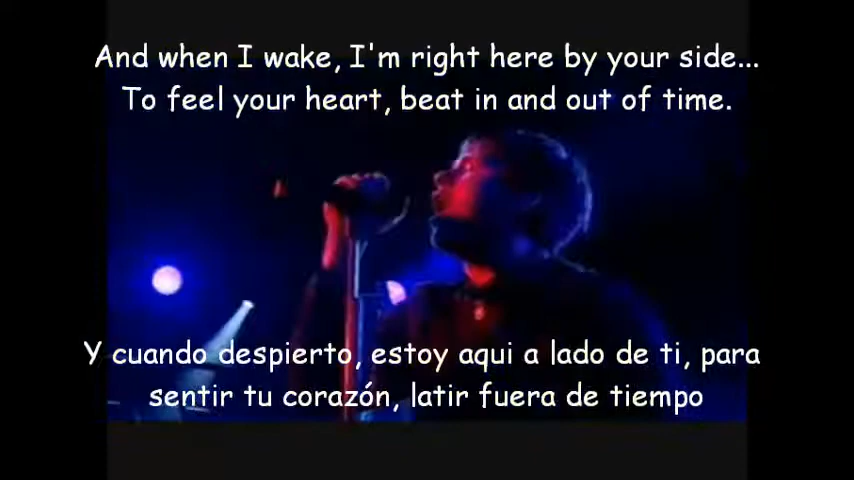 And when I wake, I'm right here by your side...
To feel your heart, beat in and out of time.
Y cuando despierto, estoy aqui a lado de ti, para
sentir tu corazón, latir fuera de tiempo